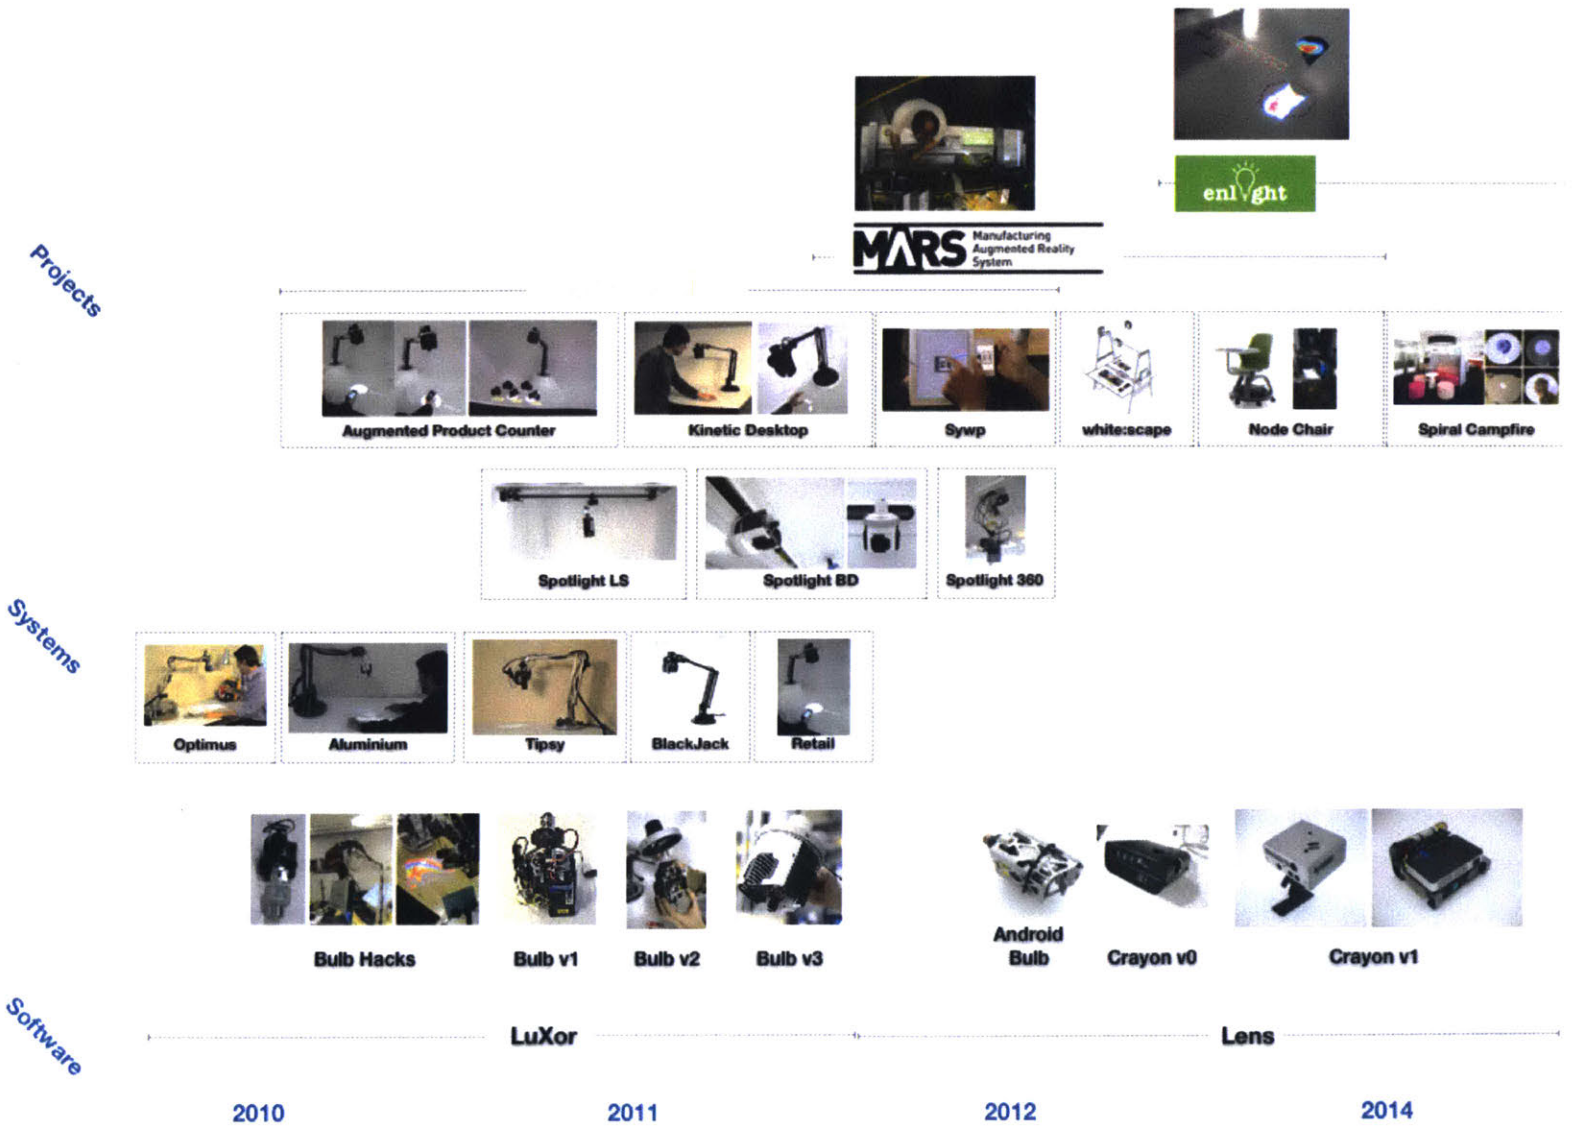 enlight
MARS Manufacturing
Augmented Reality
System
Projects
Augmented Product Counter
Kinetic Desktop
Sywp
white:scape
Node Chair
Spiral Campfire
Spotlight LS
Spotlight BD
Spotlight 360
Systems
Optimus
Aluminium
Tipsy
BlackJack
Retail
Bulb Hacks
Bulb v1
Bulb v2
Bulb v3
Android
Bulb
Crayon v0
Crayon v1
Software
LuXor
Lens
2010
2011
2012
2014